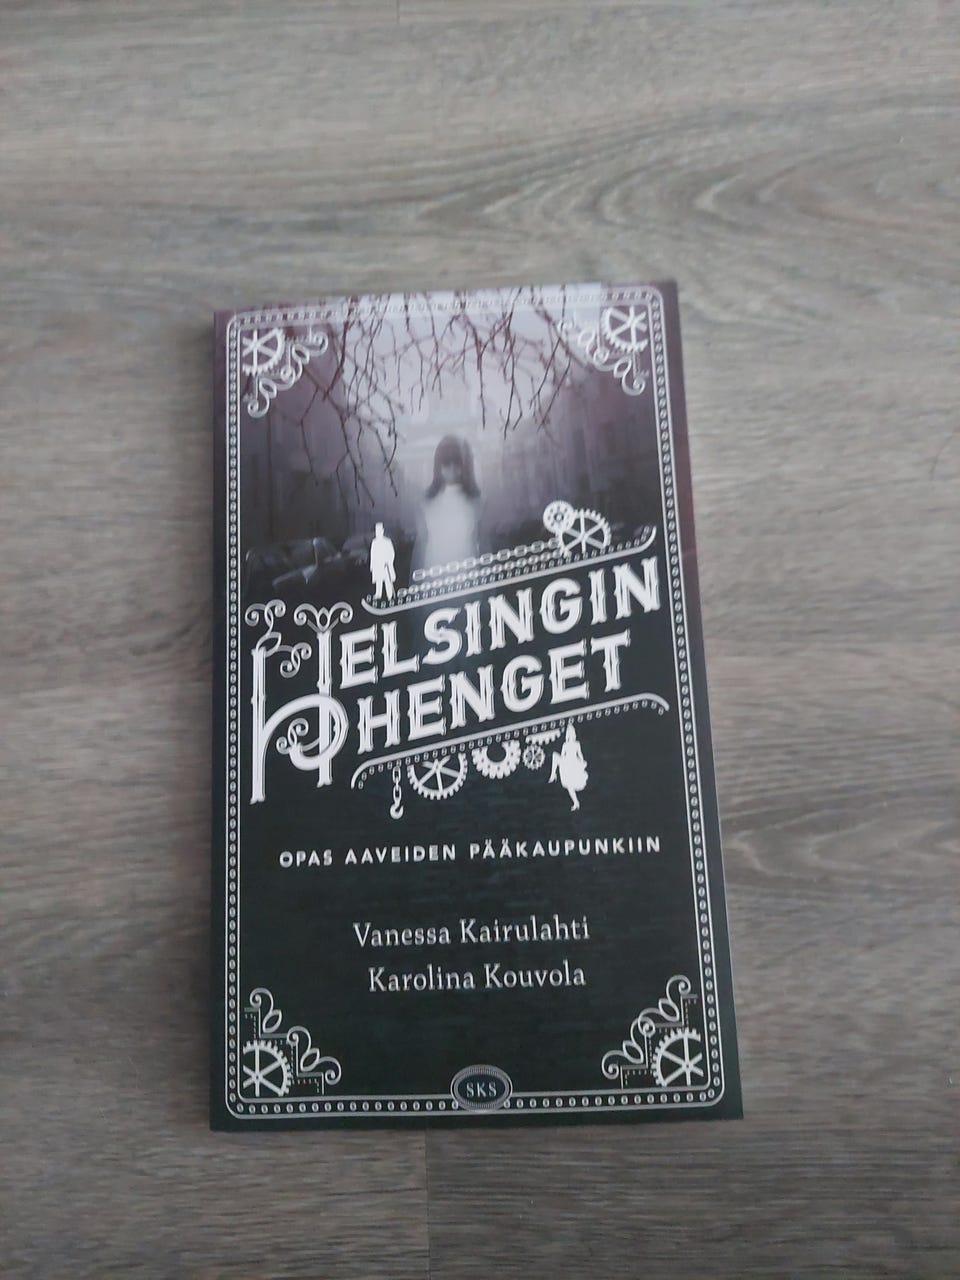 HELSINGIN
HENGET
OPAS AAVEIDEN PÄÄKAUPUNKIIN
Vanessa Kairulahti
Karolina Kouvola
SKS